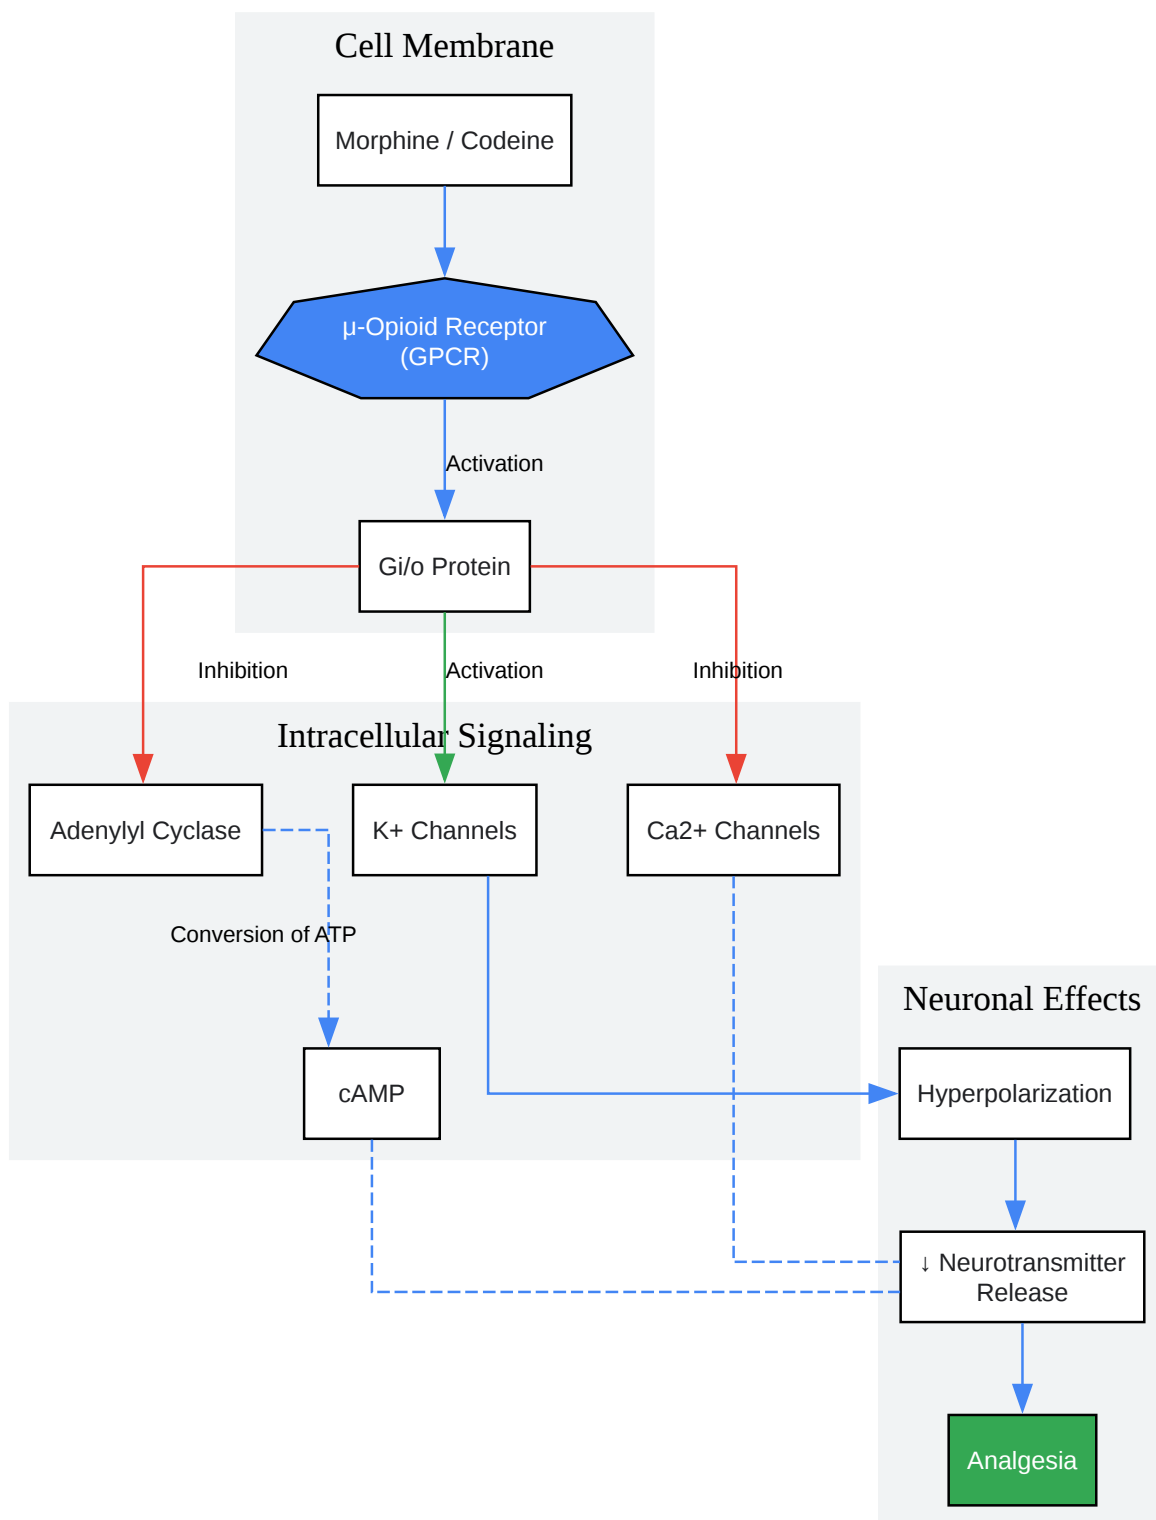 Cell Membrane
Morphine / Codeine
μ-Opioid Receptor
(GPCR)
Activation
Gi/o Protein
Inhibition
Activation
Inhibition
Intracellular Signaling
Adenylyl Cyclase
K+ Channels
Ca2+ Channels
Conversion of ATP
Neuronal Effects
cAMP
Hyperpolarization
↓ Neurotransmitter
Release
Analgesia